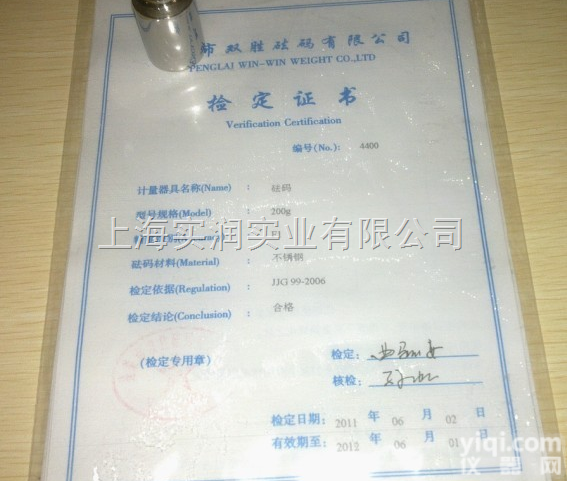 市双胜砝码有限公司
PENGLAI WIN-WIN WEIGHT CO.,LTD
检定证书
Verification Certification
编号(No.): 4400
计量器具名称(Name) : 砝码
型号规格(Model) : 200g
上海实润实业有限公司
砝码材料(Material) : 不锈钢
检定依据(Regulation) : JJG 99-2006
检定结论(Conclusion) : 合格
(检定专用章)
检定:
核检:
检定日期: 2011 年 06 月 02 日
有效期至: 2012 年 06 月 01 日
yiqi.com
仪器网